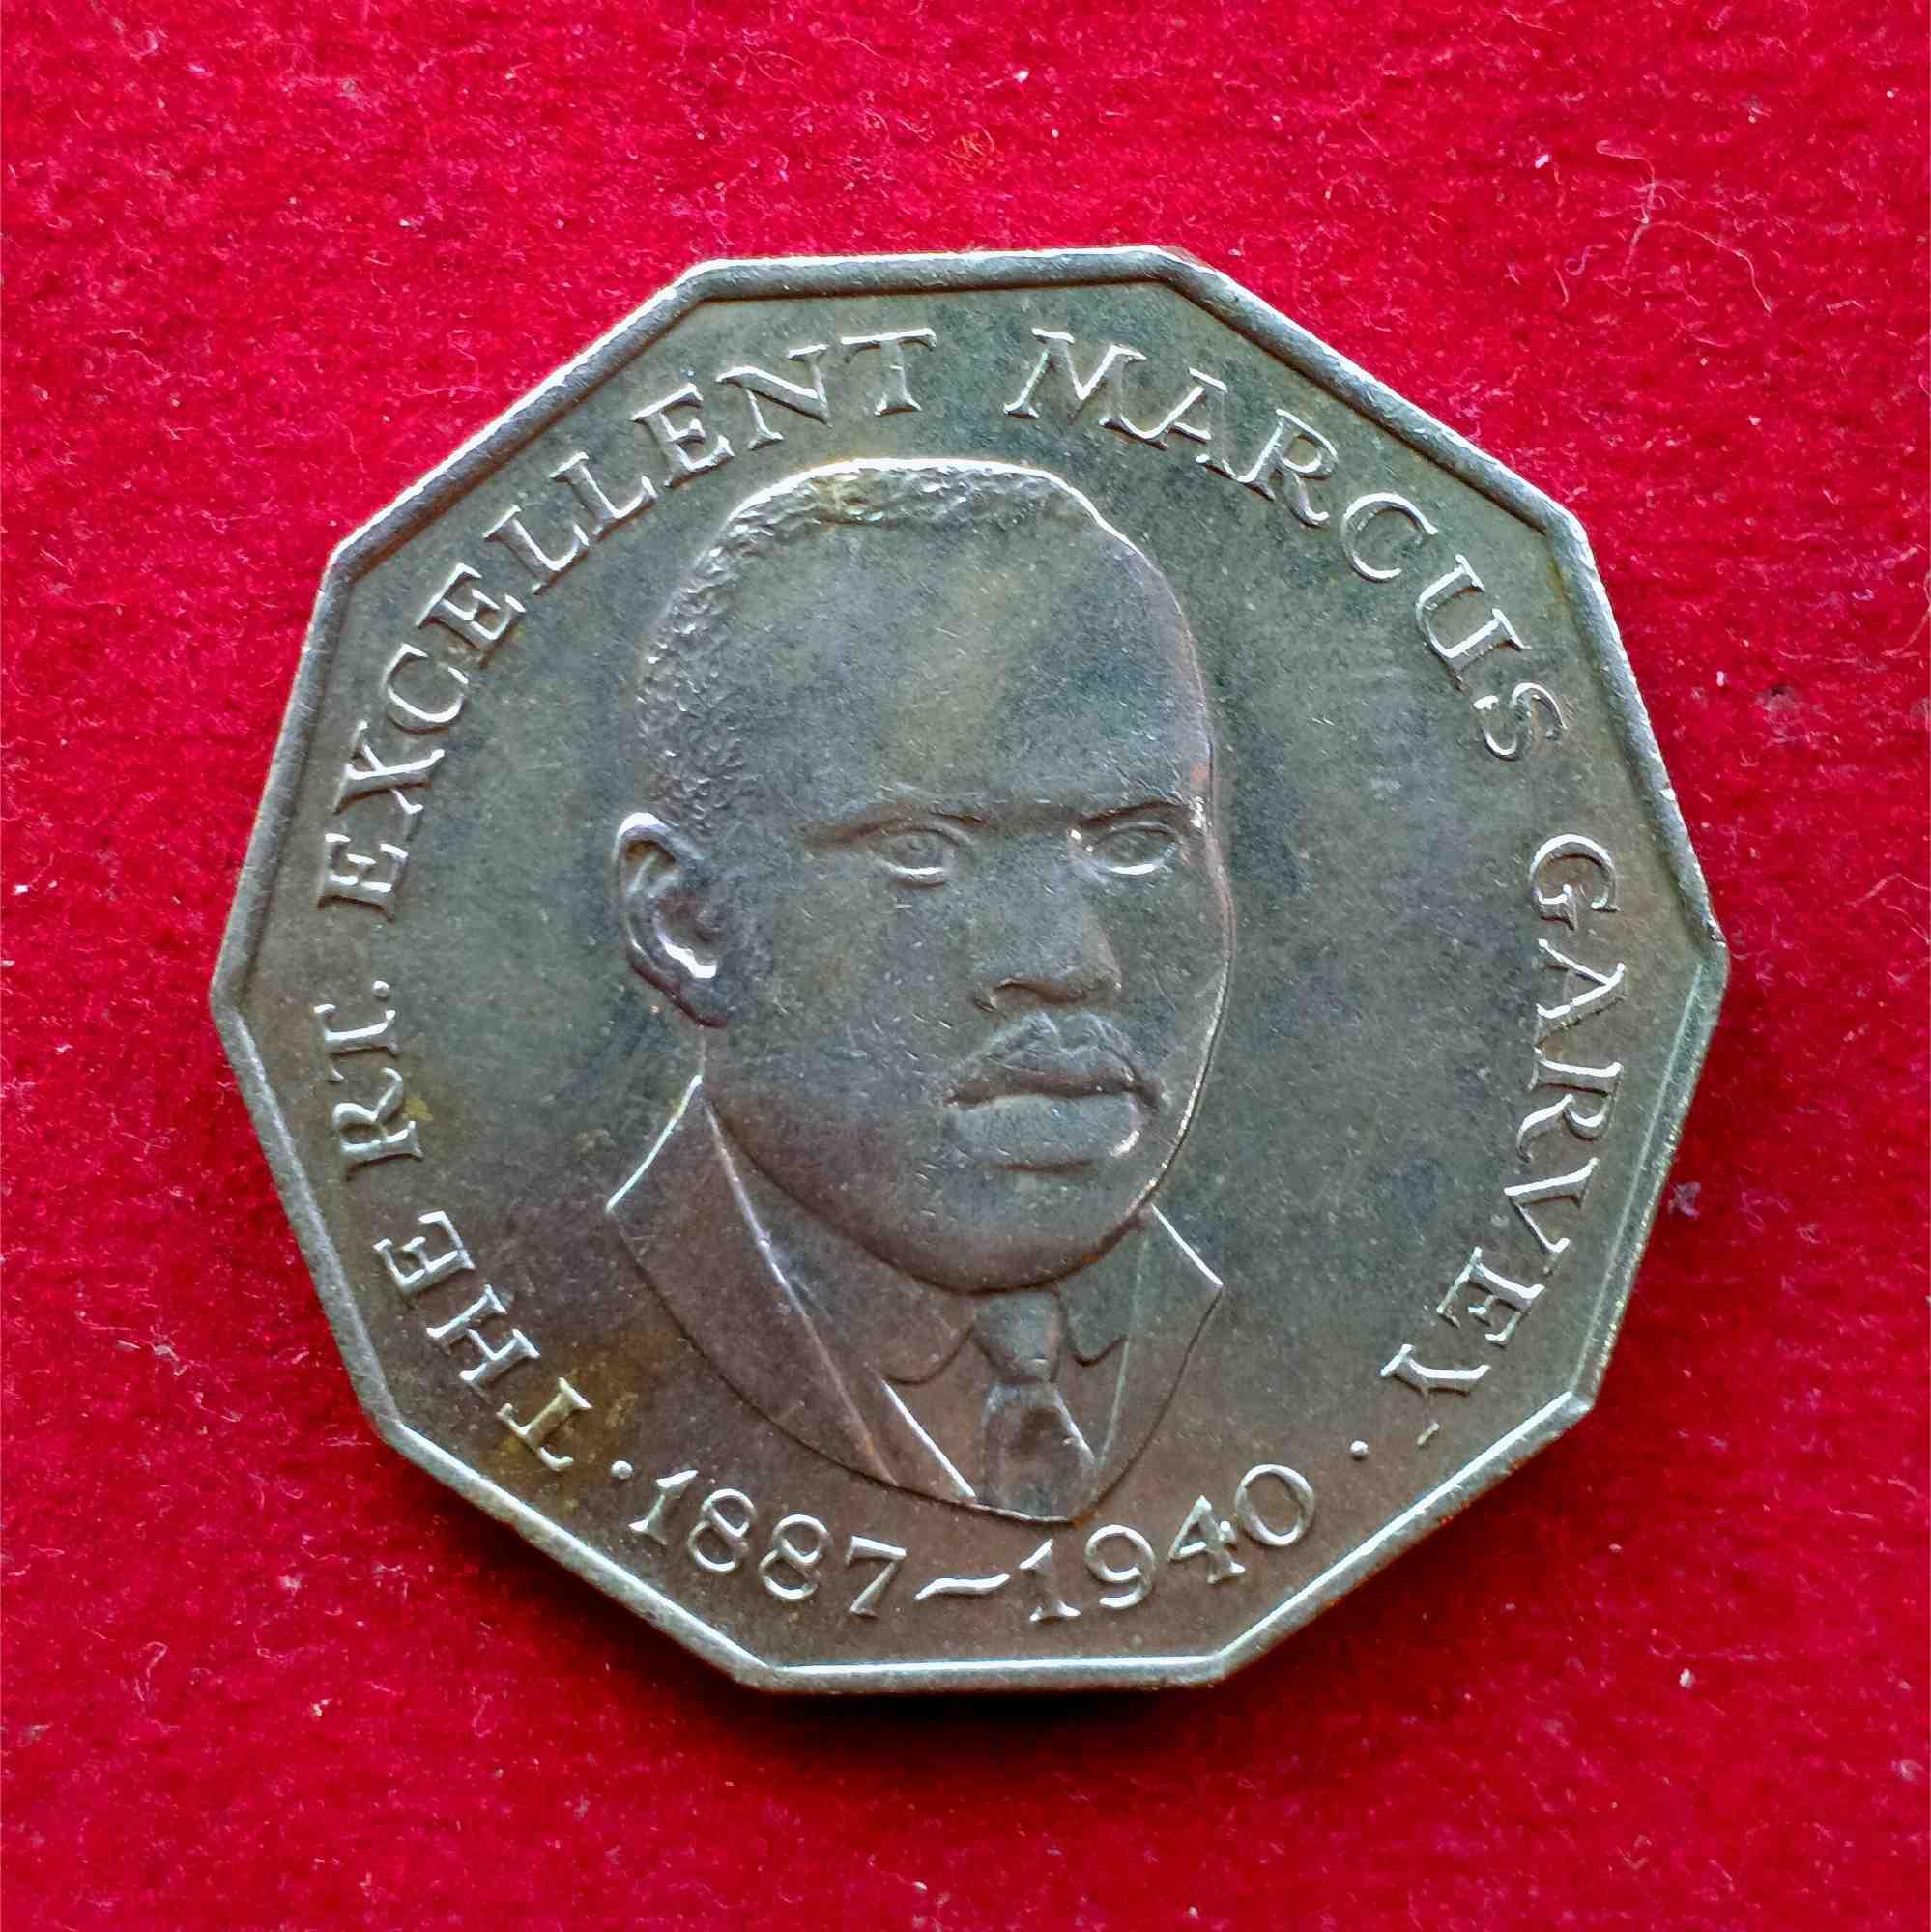 THE RT. EXCELLENT MARCUS GARVEY
· 1887~1940 ·